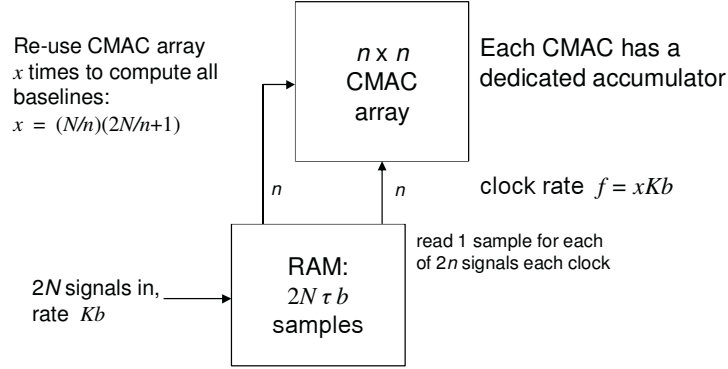 Re-use CMAC array
x times to compute all
baselines:
x = (N/n)(2N/n+1)
n x n
CMAC
array
Each CMAC has a
dedicated accumulator
n
n
clock rate f = xKb
read 1 sample for each
of 2n signals each clock
RAM:
2N τ b
samples
2N signals in,
rate Kb